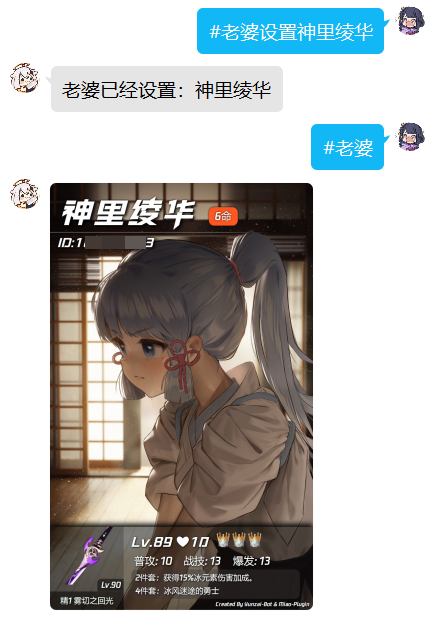 #老婆设置神里绫华
老婆已经设置：神里绫华
#老婆
神里绫华 6命
ID:1 3
Lv.89 10
普攻: 10 战技: 13 爆发: 13
2件套：获得15%冰元素伤害加成。
4件套：冰风迷途的勇士
Lv.90
精1 雾切之回光
Created By Yunzai-Bot & Miao-Plugin